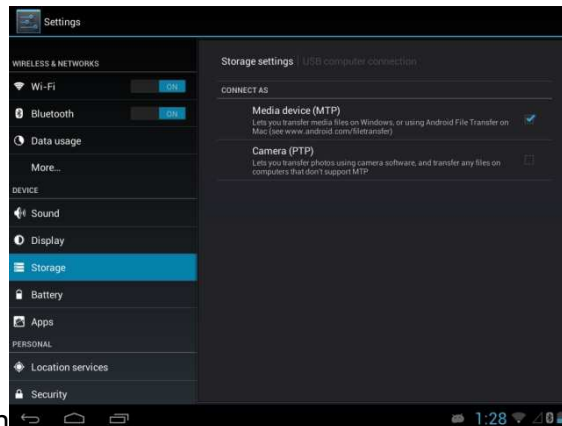 Settings
WIRELESS & NETWORKS
Wi-Fi ON
Bluetooth ON
Data usage
More...
DEVICE
Sound
Display
Storage
Battery
Apps
PERSONAL
Location services
Security
Storage settings USB computer connection
CONNECT AS
Media device (MTP)
Lets you transfer media files on Windows, or using Android File Transfer on
Mac (see www.android.com/filetransfer)
Camera (PTP)
Lets you transfer photos using camera software, and transfer any files on
computers that don't support MTP
n
1:28